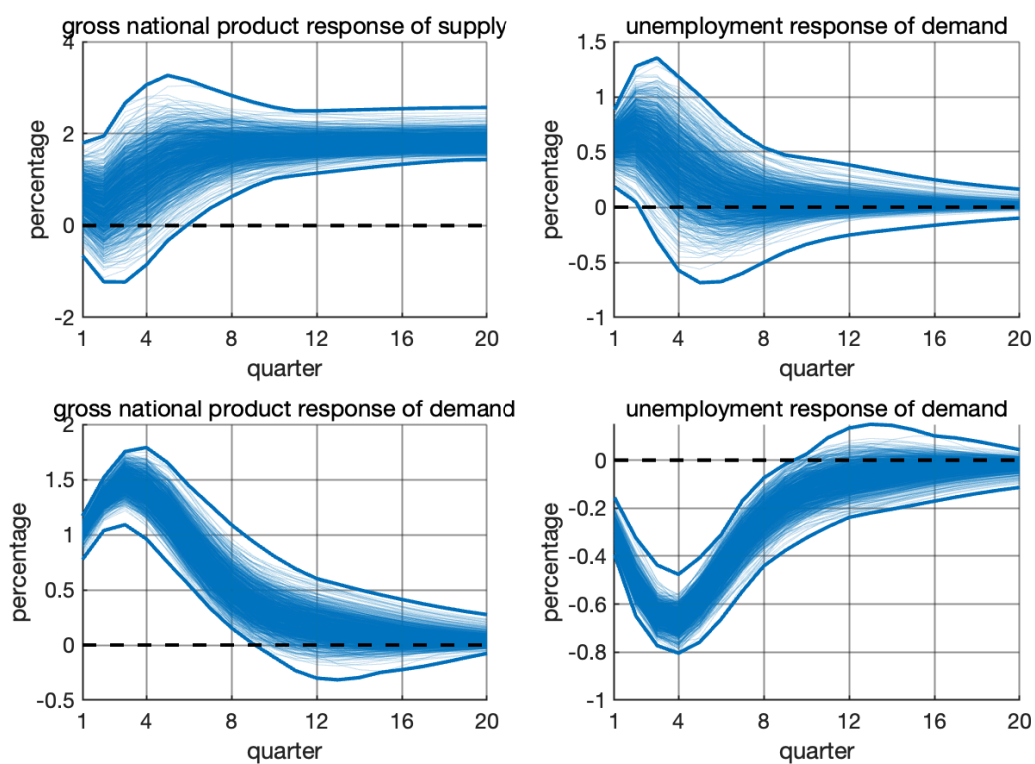 gross national product response of supply
4
2
0
-2
percentage
1 4 8 12 16 20
quarter
unemployment response of demand
1.5
1
0.5
0
-0.5
-1
percentage
1 4 8 12 16 20
quarter
gross national product response of demand
2
1.5
1
0.5
0
-0.5
percentage
1 4 8 12 16 20
quarter
unemployment response of demand
0
-0.2
-0.4
-0.6
-0.8
-1
percentage
1 4 8 12 16 20
quarter